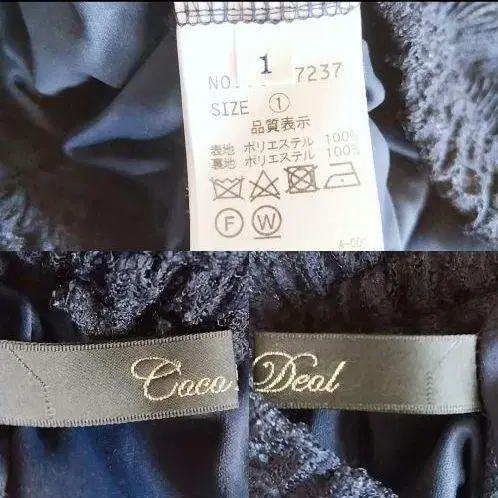 1
NO. 7237
SIZE ①
品質表示
表地 ポリエステル 100%
裏地 ポリエステル 100%
F W
Coco Deal